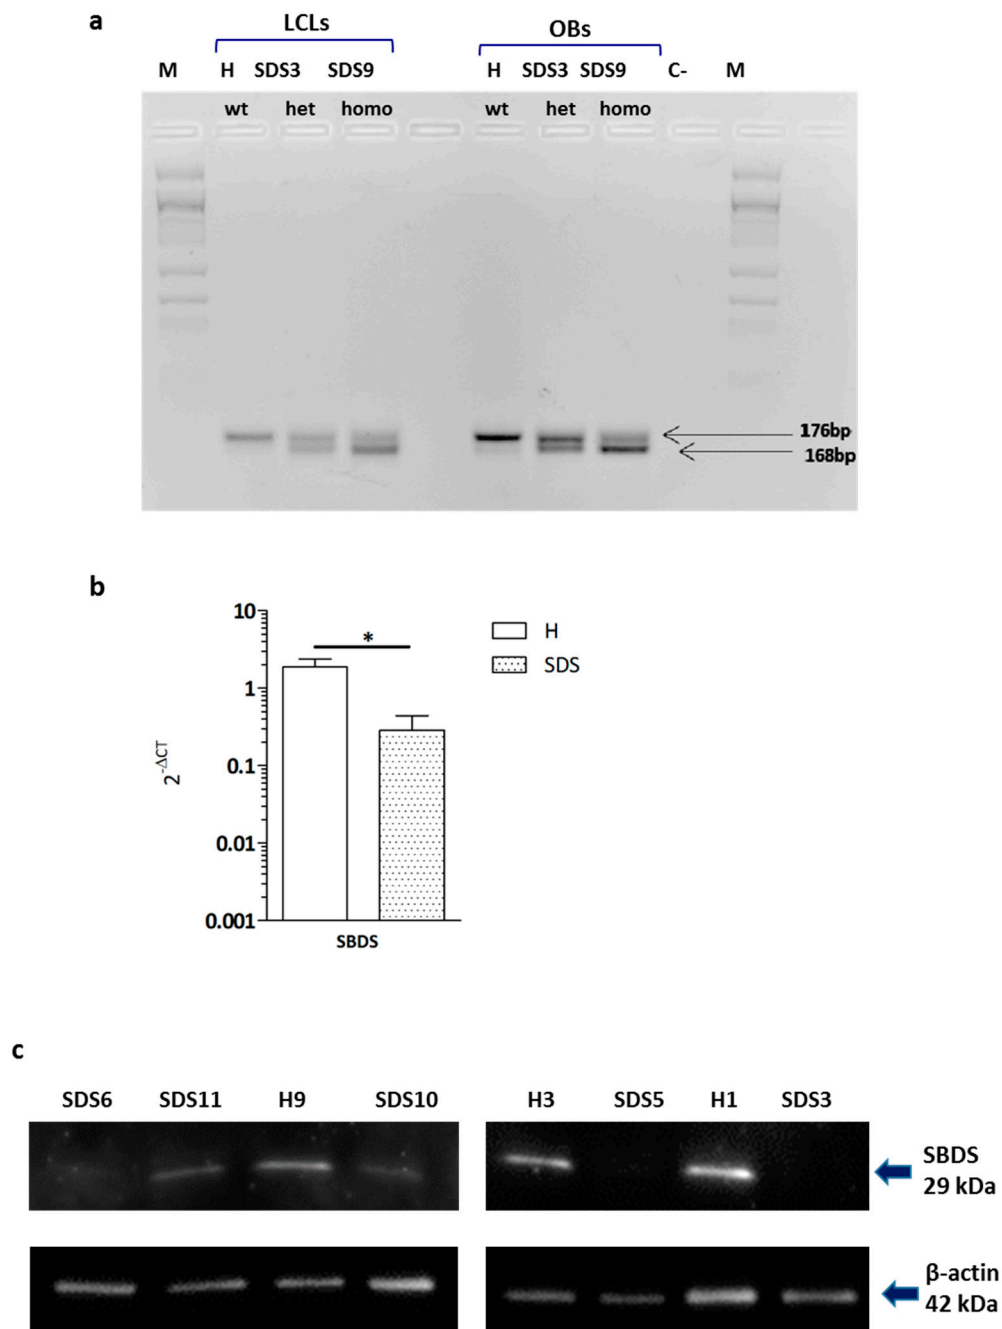 a
LCLs
OBs
M H SDS3 SDS9 H SDS3 SDS9 C- M
wt het homo wt het homo
176bp
168bp
b
10
1
0.1
0.01
0.001
2^-ΔCT
*
H
SDS
SBDS
c
SDS6 SDS11 H9 SDS10 H3 SDS5 H1 SDS3
SBDS
29 kDa
β-actin
42 kDa